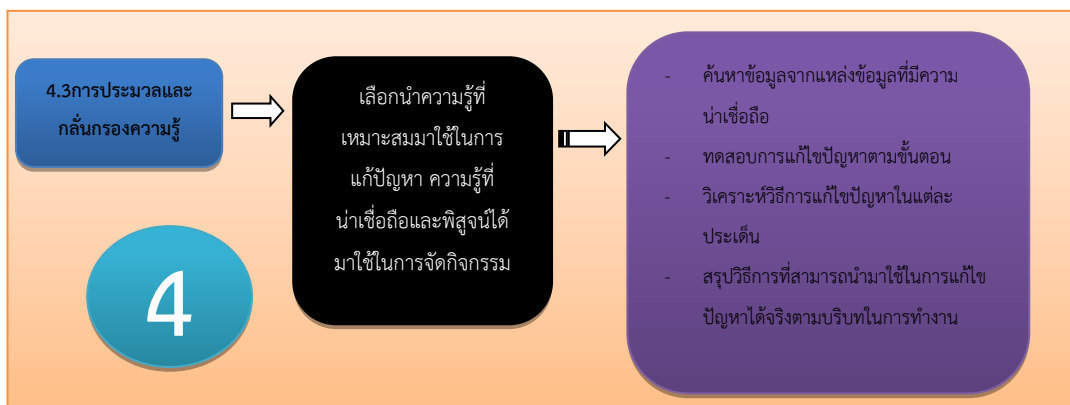 4.3การประมวลและ
กลั่นกรองความรู้
เลือกนำความรู้ที่
เหมาะสมมาใช้ในการ
แก้ปัญหา ความรู้ที่
น่าเชื่อถือและพิสูจน์ได้
มาใช้ในการจัดกิจกรรม
- ค้นหาข้อมูลจากแหล่งข้อมูลที่มีความ
น่าเชื่อถือ
- ทดสอบการแก้ไขปัญหาตามขั้นตอน
- วิเคราะห์วิธีการแก้ไขปัญหาในแต่ละ
ประเด็น
- สรุปวิธีการที่สามารถนำมาใช้ในการแก้ไข
ปัญหาได้จริงตามบริบทในการทำงาน
4